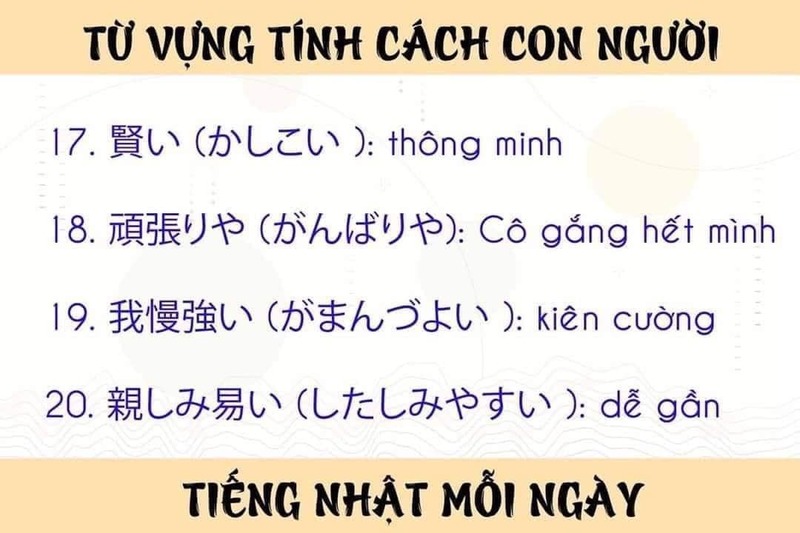 TỪ VỰNG TÍNH CÁCH CON NGƯỜI
17. 賢い (かしこい ): thông minh
18. 頑張りや (がんばりや): Cô gắng hết mình
19. 我慢強い (がまんづよい ): kiên cường
20. 親しみ易い (したしみやすい ): dễ gần
TIẾNG NHẬT MỖI NGÀY